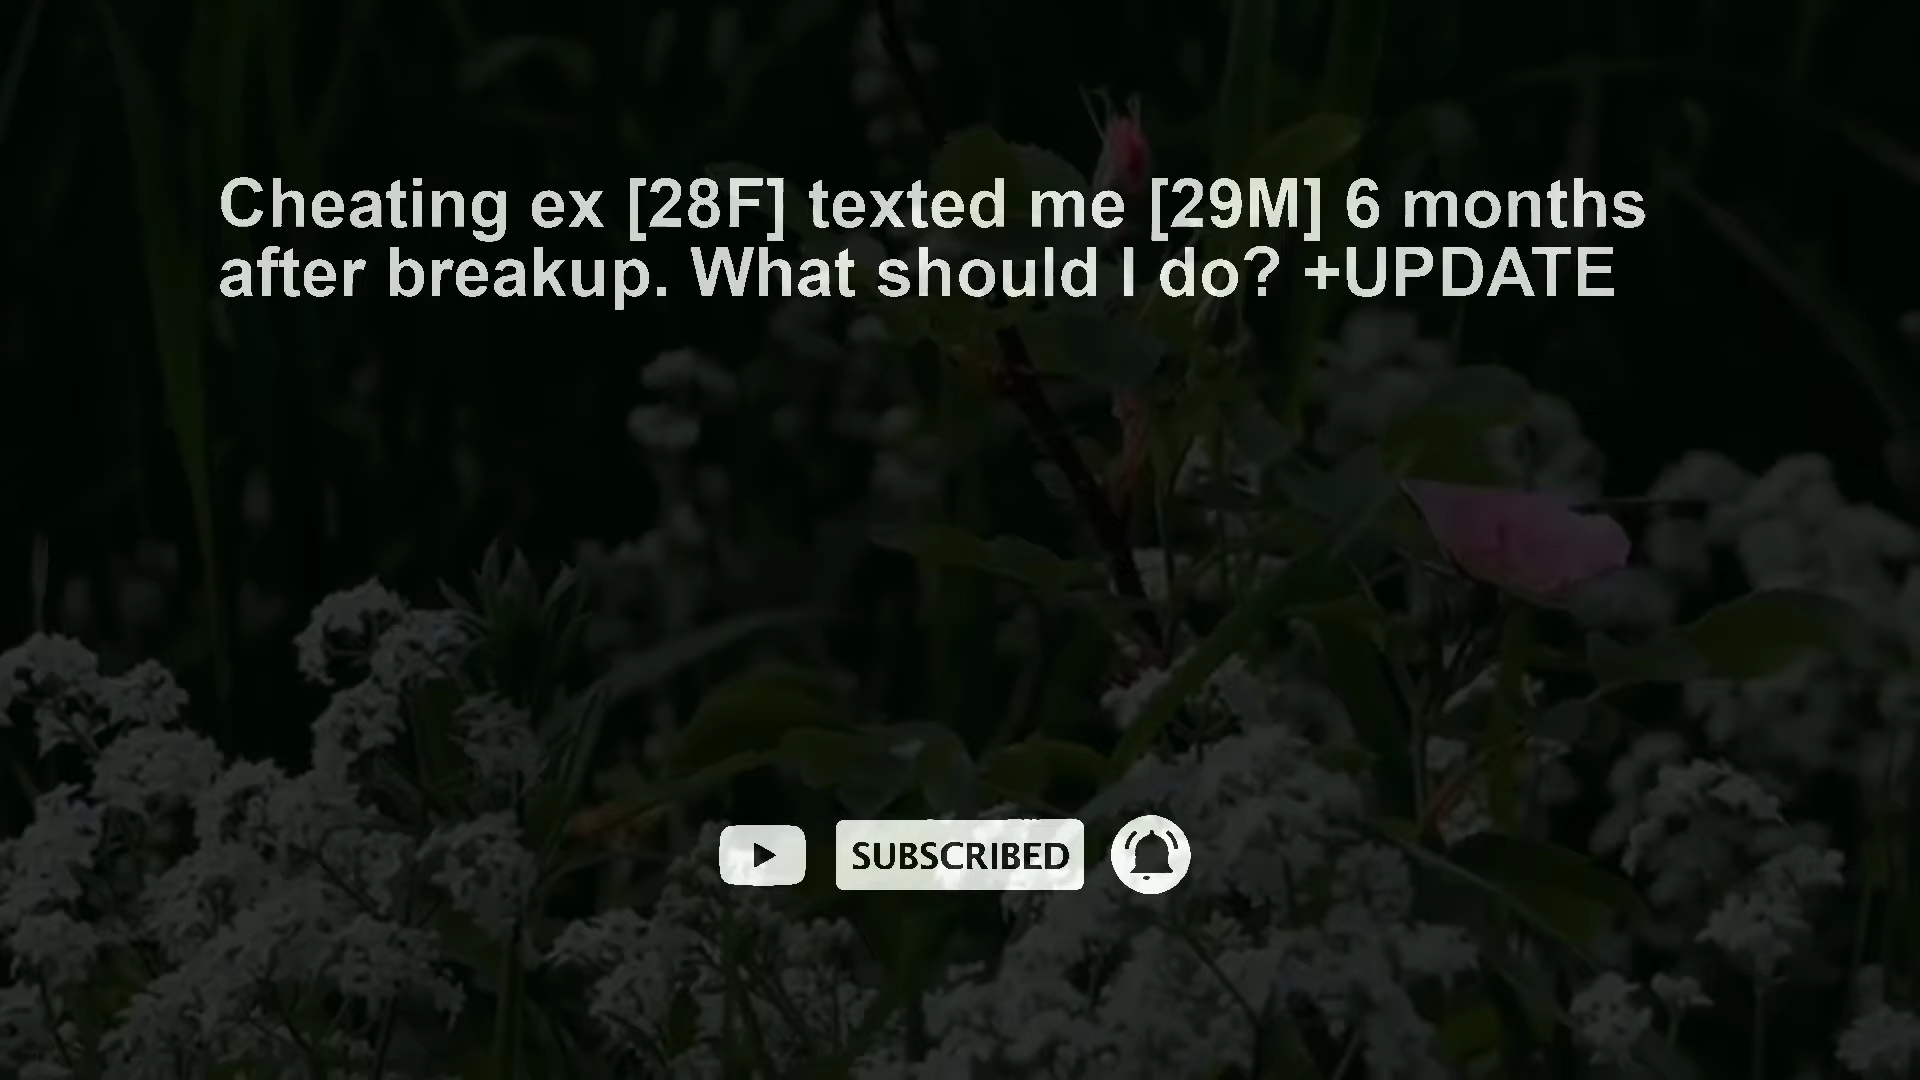 Cheating ex [28F] texted me [29M] 6 months
after breakup. What should I do? +UPDATE
SUBSCRIBED